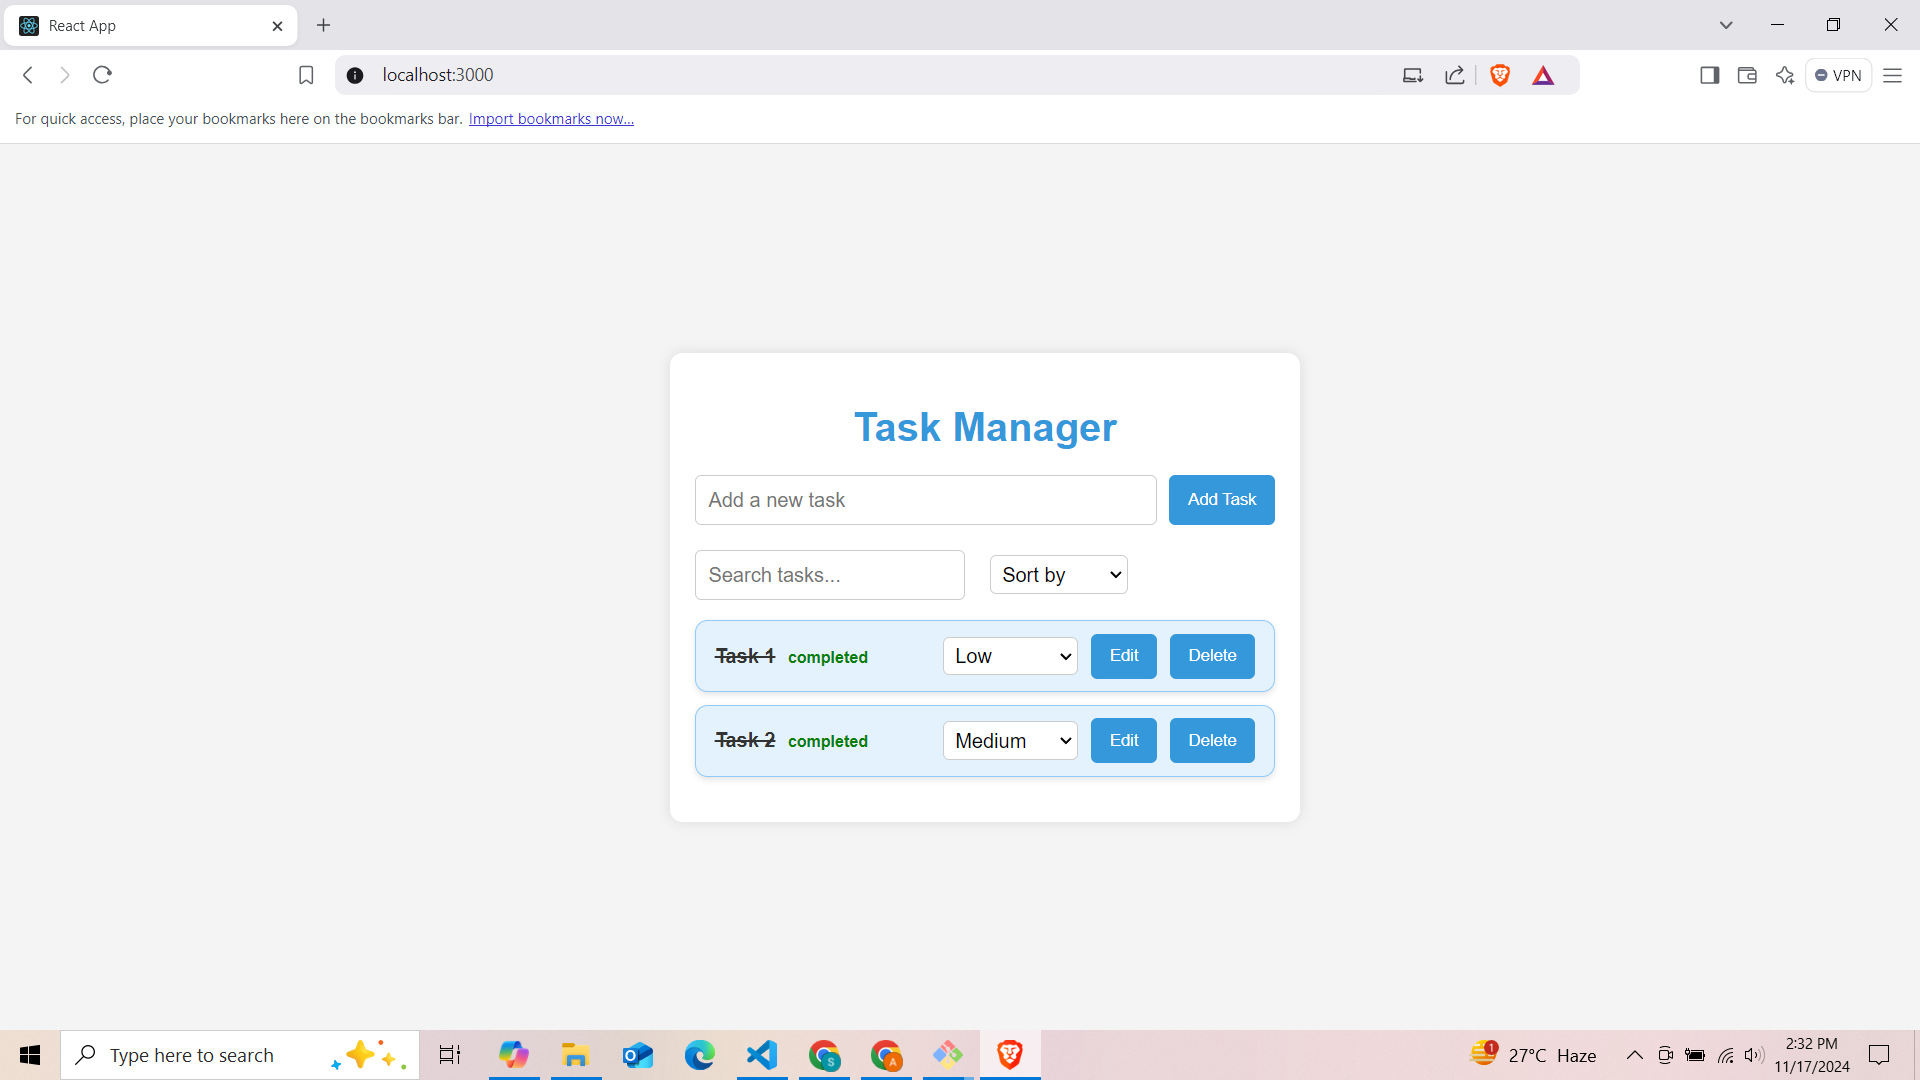 React App
localhost:3000
VPN
For quick access, place your bookmarks here on the bookmarks bar. Import bookmarks now...
Task Manager
Add a new task
Add Task
Search tasks...
Sort by
Task 1 completed Low Edit Delete
Task 2 completed Medium Edit Delete
Type here to search
S
A
1
27°C Haze
2:32 PM
11/17/2024